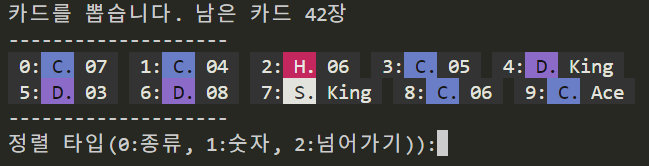 카드를 뽑습니다. 남은 카드 42장
--------------------
0: C. 07 1: C. 04 2: H. 06 3: C. 05 4: D. King
5: D. 03 6: D. 08 7: S. King 8: C. 06 9: C. Ace
--------------------
정렬 타입(0:종류, 1:숫자, 2:넘어가기)):